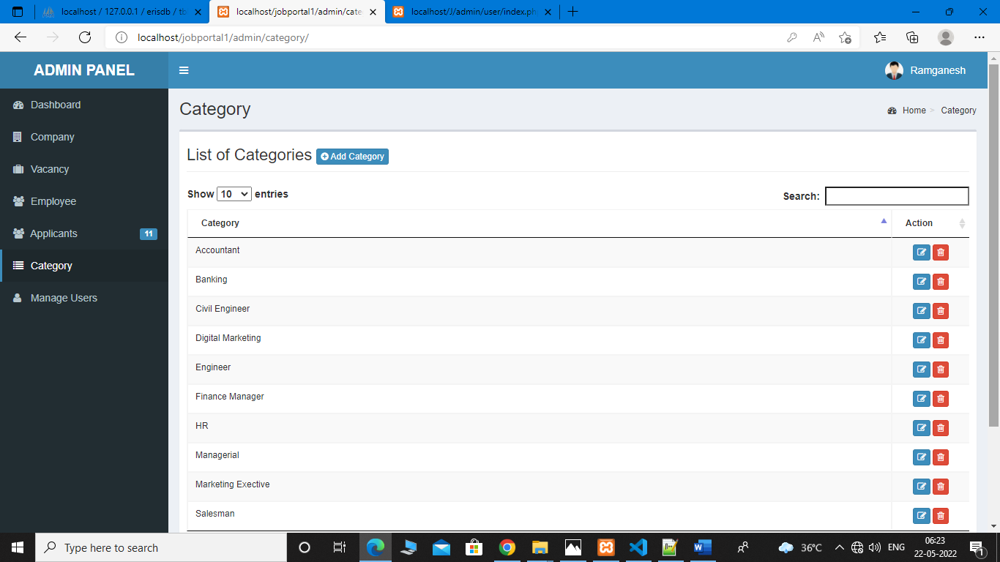 localhost / 127.0.0.1 / erisdb / tb
localhost/jobportal1/admin/cate
localhost/J/admin/user/index.ph
localhost/jobportal1/admin/category/
ADMIN PANEL
Ramganesh
Dashboard
Company
Vacancy
Employee
Applicants 11
Category
Manage Users
Category
Home > Category
List of Categories Add Category
Show 10 entries
Search:
Category Action
Accountant
Banking
Civil Engineer
Digital Marketing
Engineer
Finance Manager
HR
Managerial
Marketing Exective
Salesman
Type here to search
36°C
ENG
06:23
22-05-2022
1